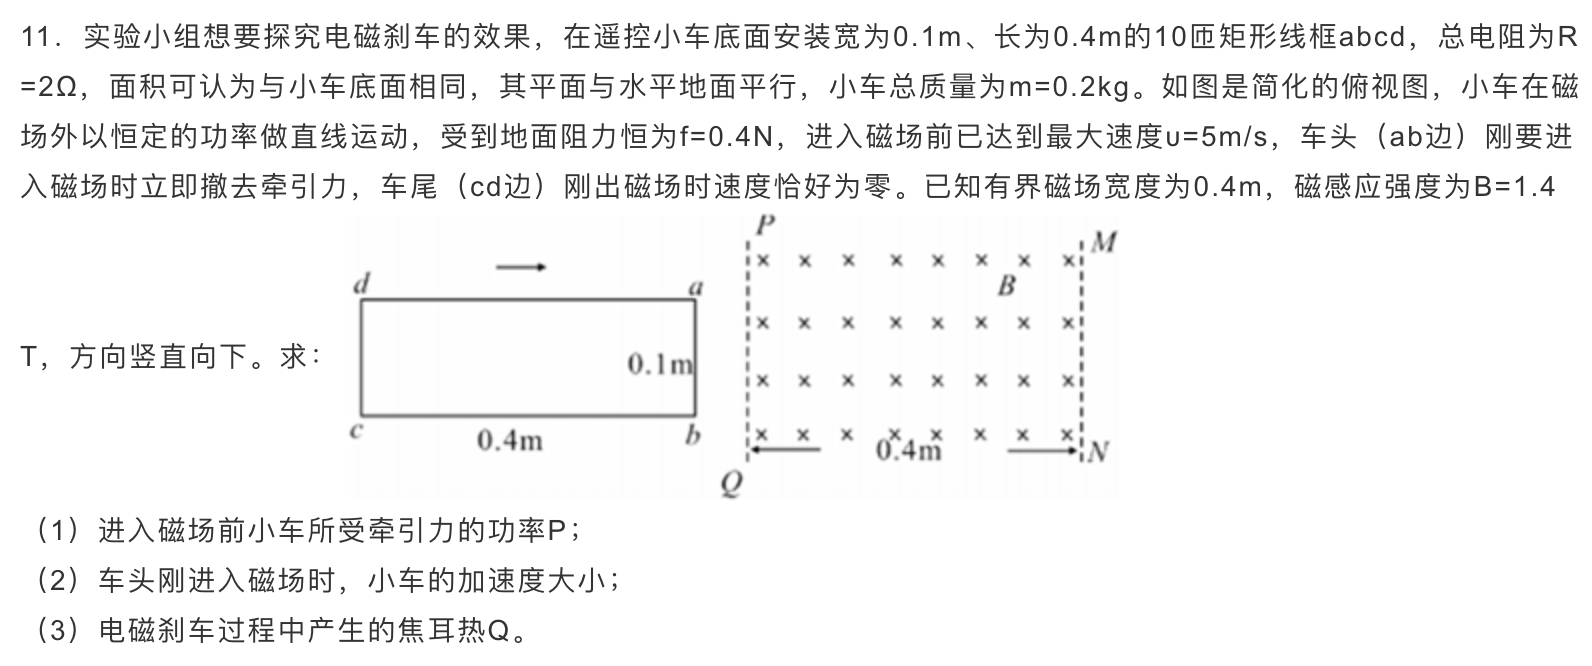 11．实验小组想要探究电磁刹车的效果，在遥控小车底面安装宽为0.1m、长为0.4m的10匝矩形线框abcd，总电阻为R
=2Ω，面积可认为与小车底面相同，其平面与水平地面平行，小车总质量为m=0.2kg。如图是简化的俯视图，小车在磁
场外以恒定的功率做直线运动，受到地面阻力恒为f=0.4N，进入磁场前已达到最大速度υ=5m/s，车头（ab边）刚要进
入磁场时立即撤去牵引力，车尾（cd边）刚出磁场时速度恰好为零。已知有界磁场宽度为0.4m，磁感应强度为B=1.4
P
M
d
a
B
T，方向竖直向下。求：
0.1m
c
0.4m
b
0.4m
N
Q
（1）进入磁场前小车所受牵引力的功率P；
（2）车头刚进入磁场时，小车的加速度大小；
（3）电磁刹车过程中产生的焦耳热Q。